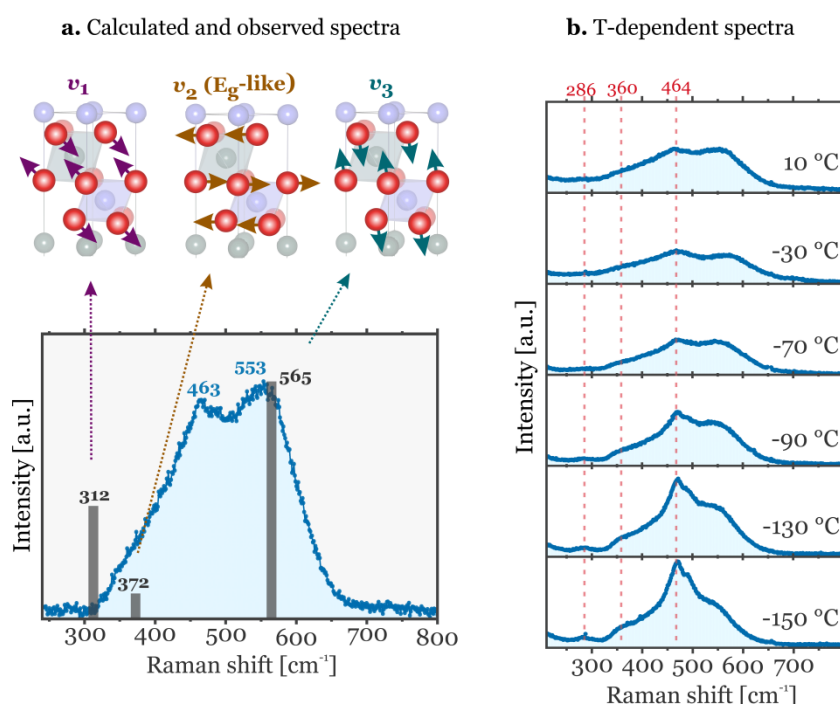 a. Calculated and observed spectra
v₁
v₂ (E₉-like)
v₃
463
553
565
312
372
Intensity [a.u.]
300 400 500 600 700 800
Raman shift [cm⁻¹]
b. T-dependent spectra
286 360 464
10 °C
-30 °C
-70 °C
-90 °C
-130 °C
-150 °C
Intensity [a.u.]
300 400 500 600 700
Raman shift [cm⁻¹]